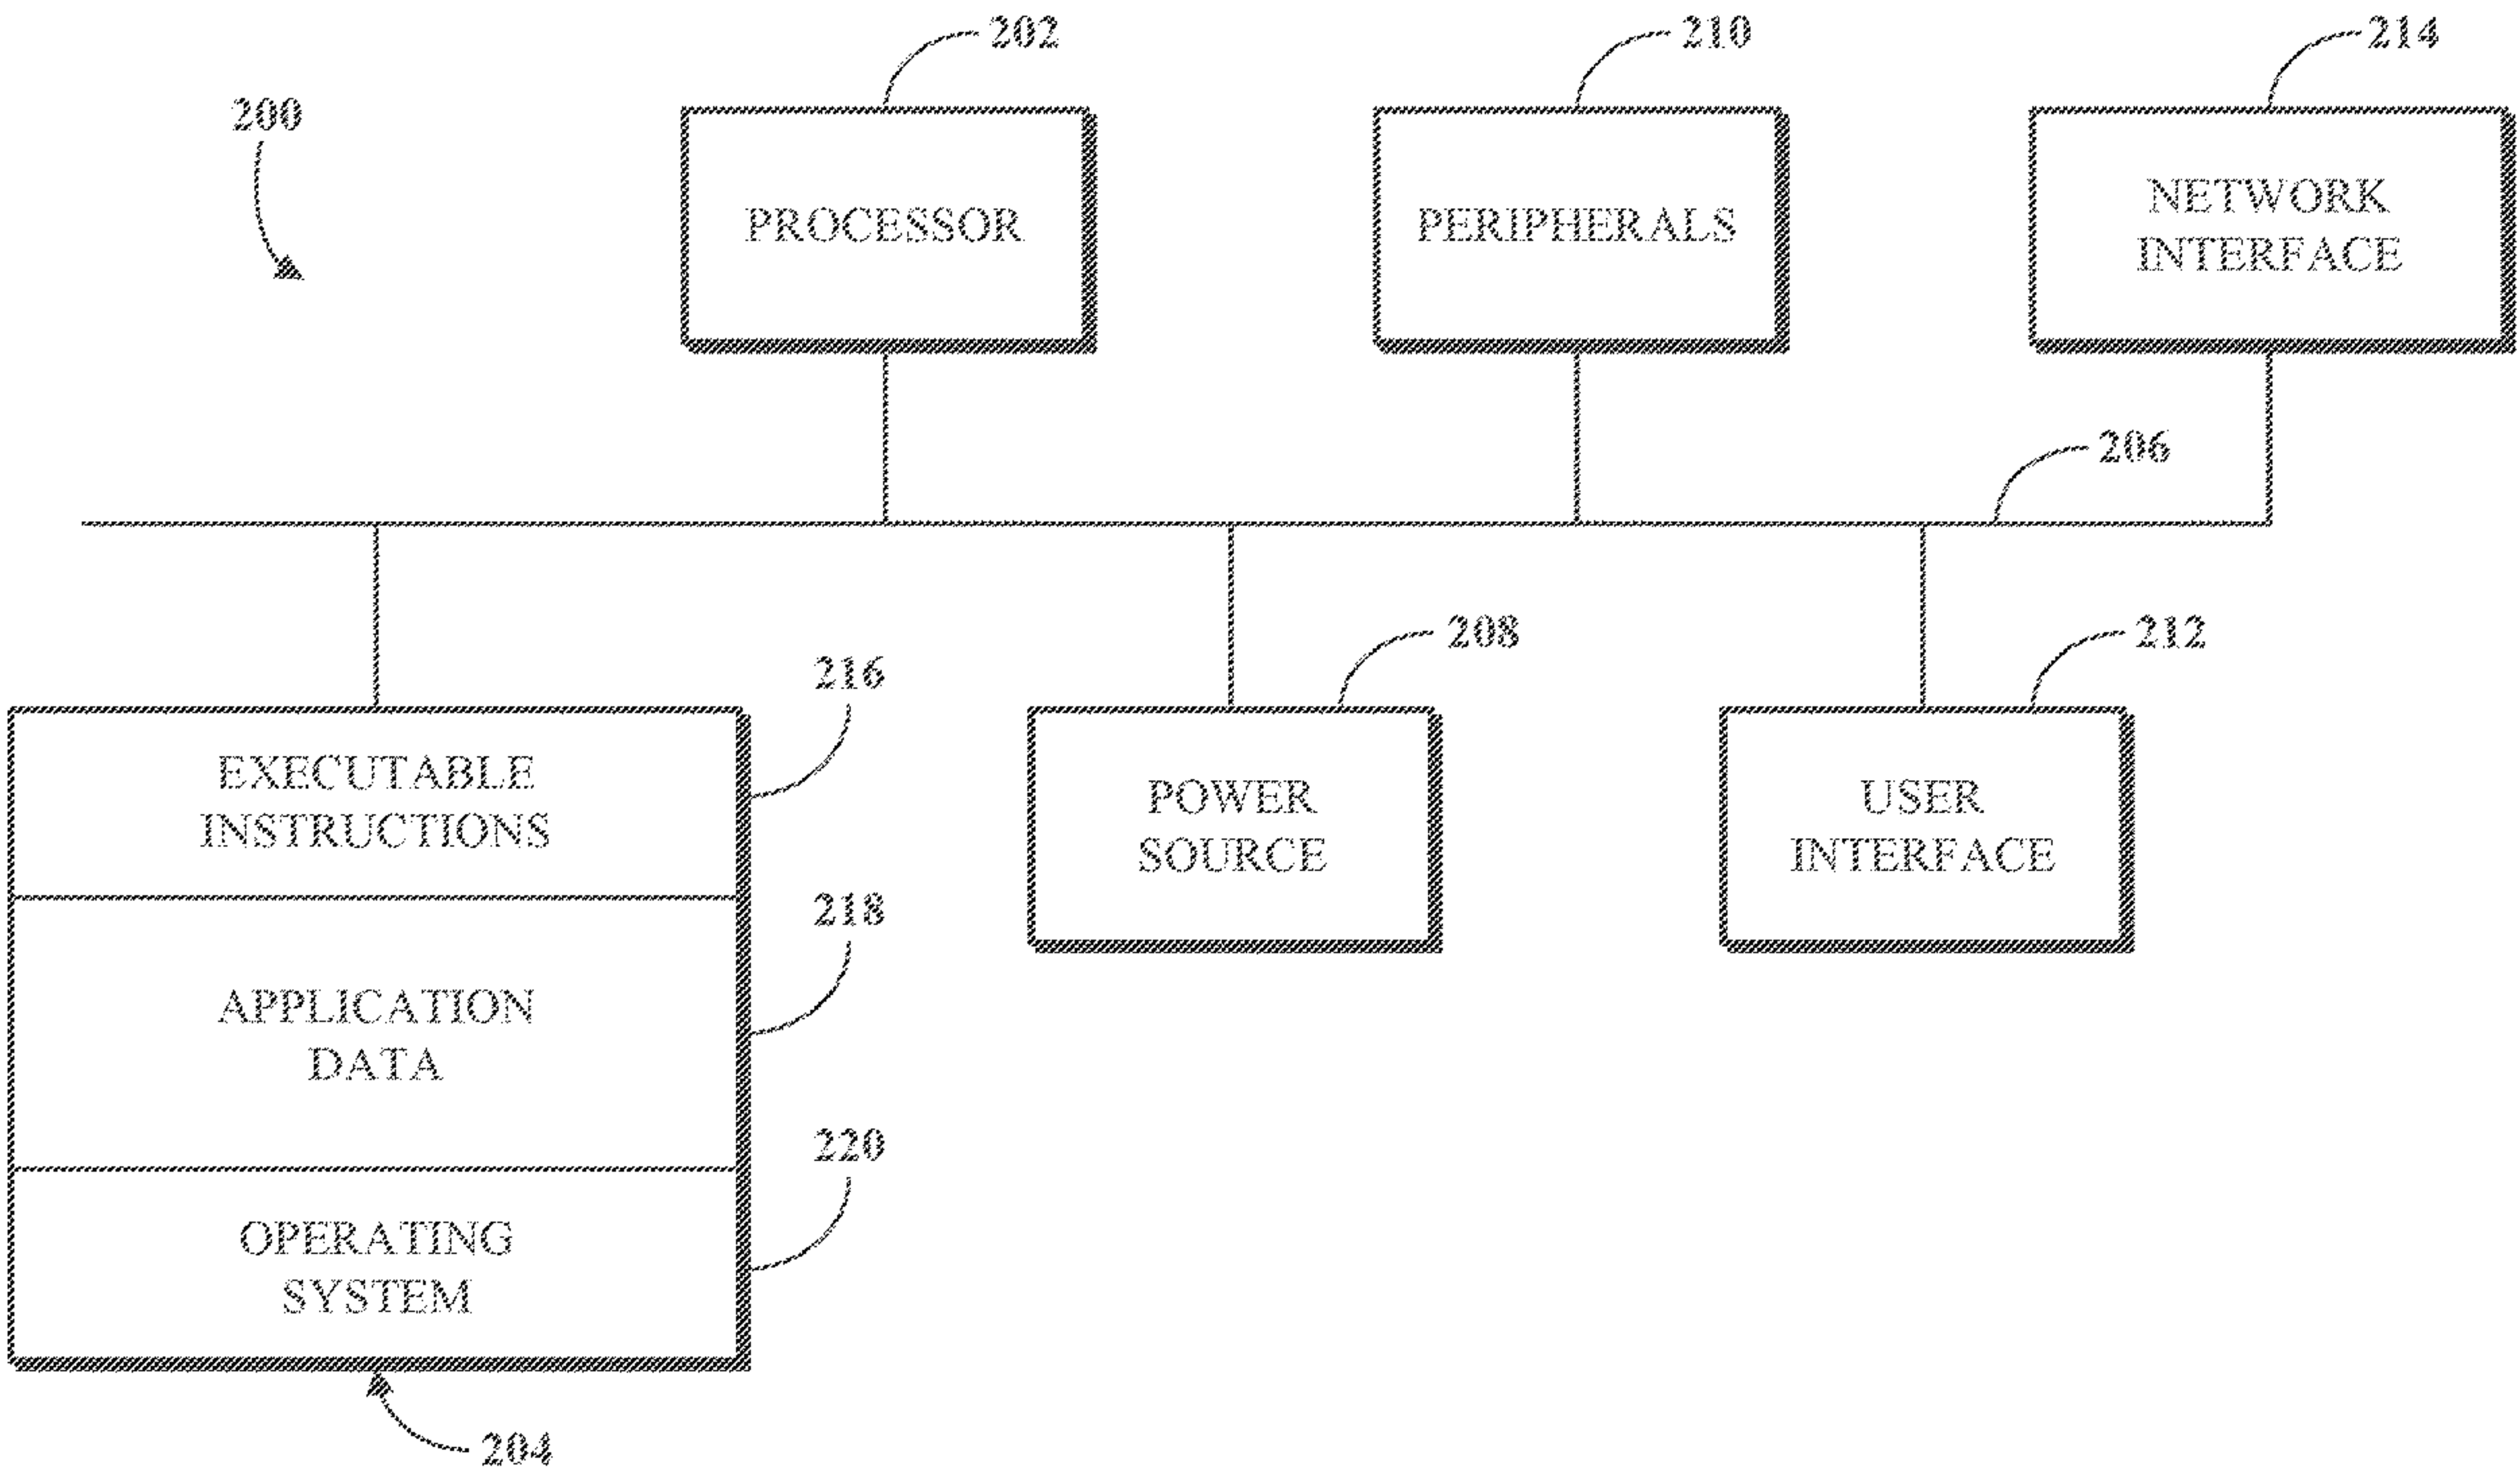 202
210
214
200
PROCESSOR
PERIPHERALS
NETWORK
INTERFACE
206
208
212
216
EXECUTABLE
INSTRUCTIONS
POWER
SOURCE
USER
INTERFACE
218
APPLICATION
DATA
220
OPERATING
SYSTEM
204